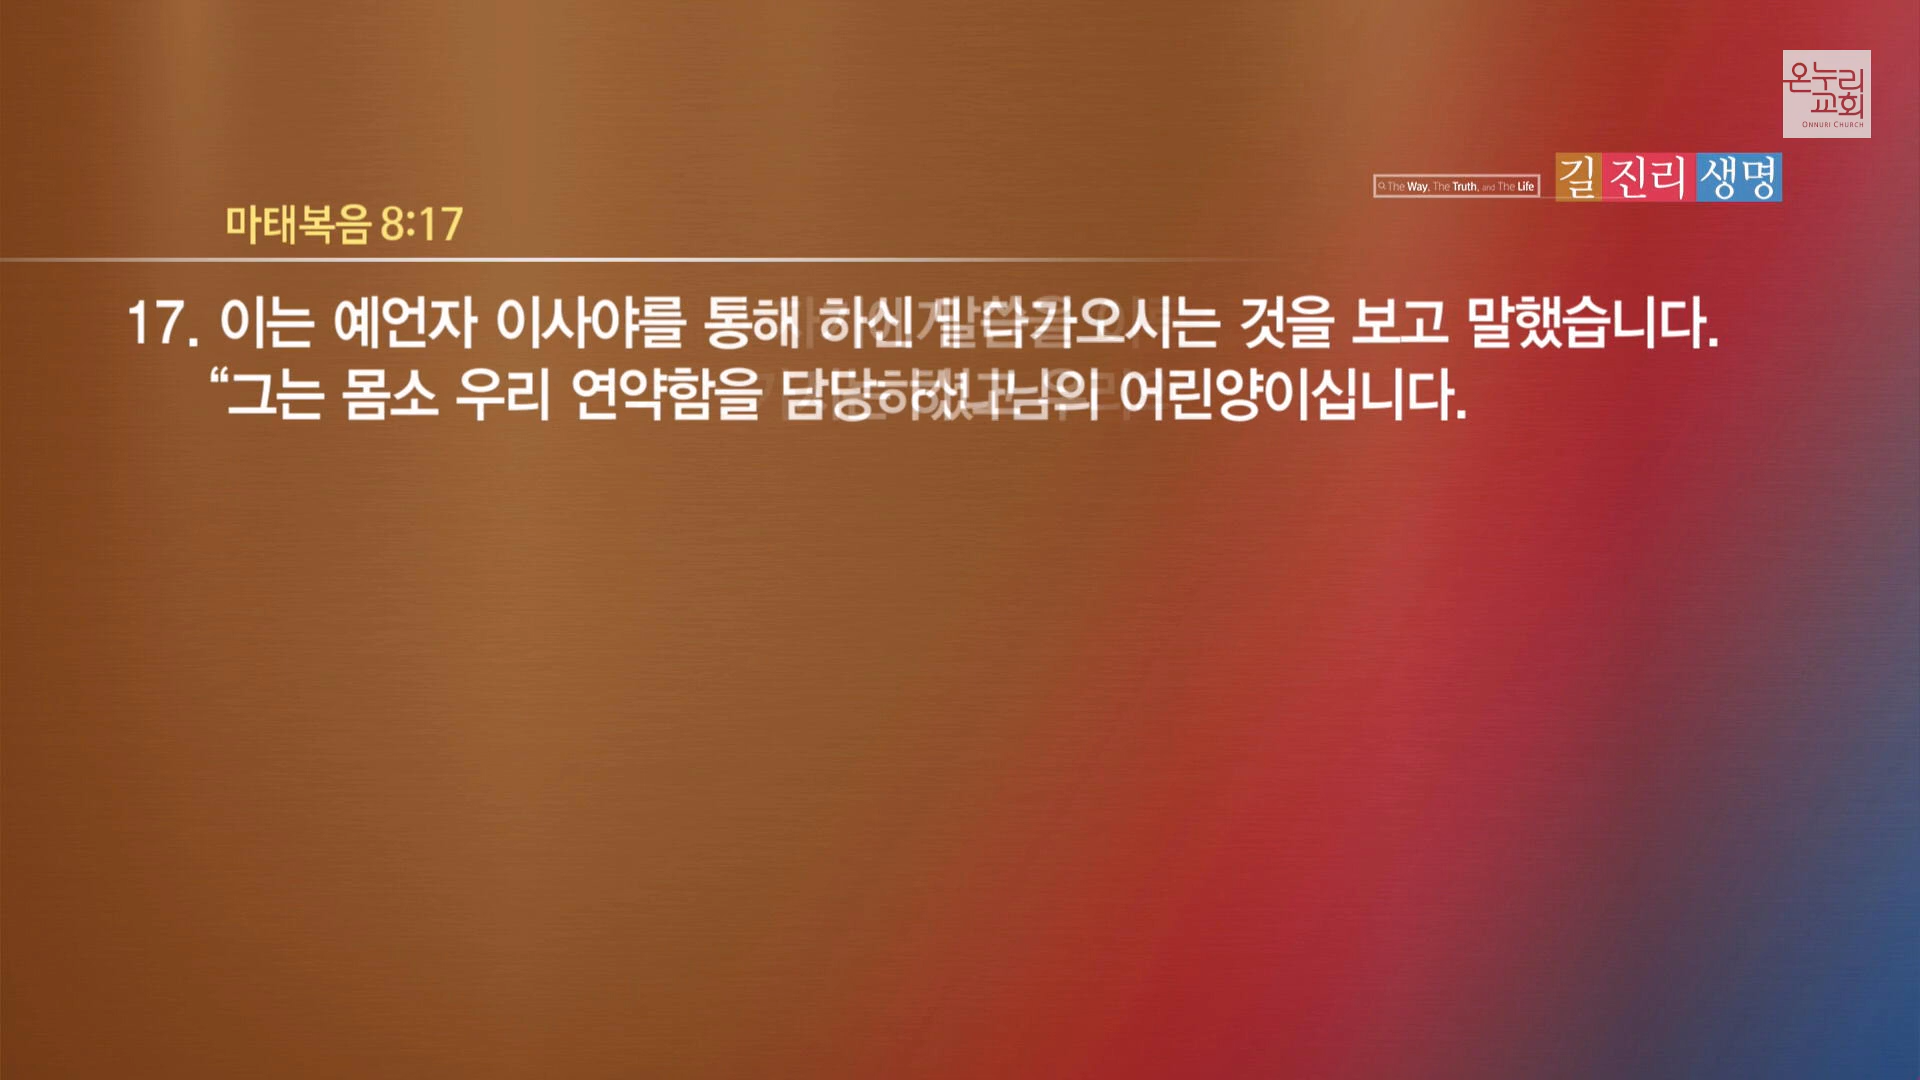 온누리
교회
ONNURI CHURCH
The Way, The Truth, and The Life
길 진리 생명
마태복음 8:17
17. 이는 예언자 이사야를 통해 하신 오시는 것을 보고 말했습니다.
“그는 몸소 우리 연약함을 담당하셨고 어린양이십니다.